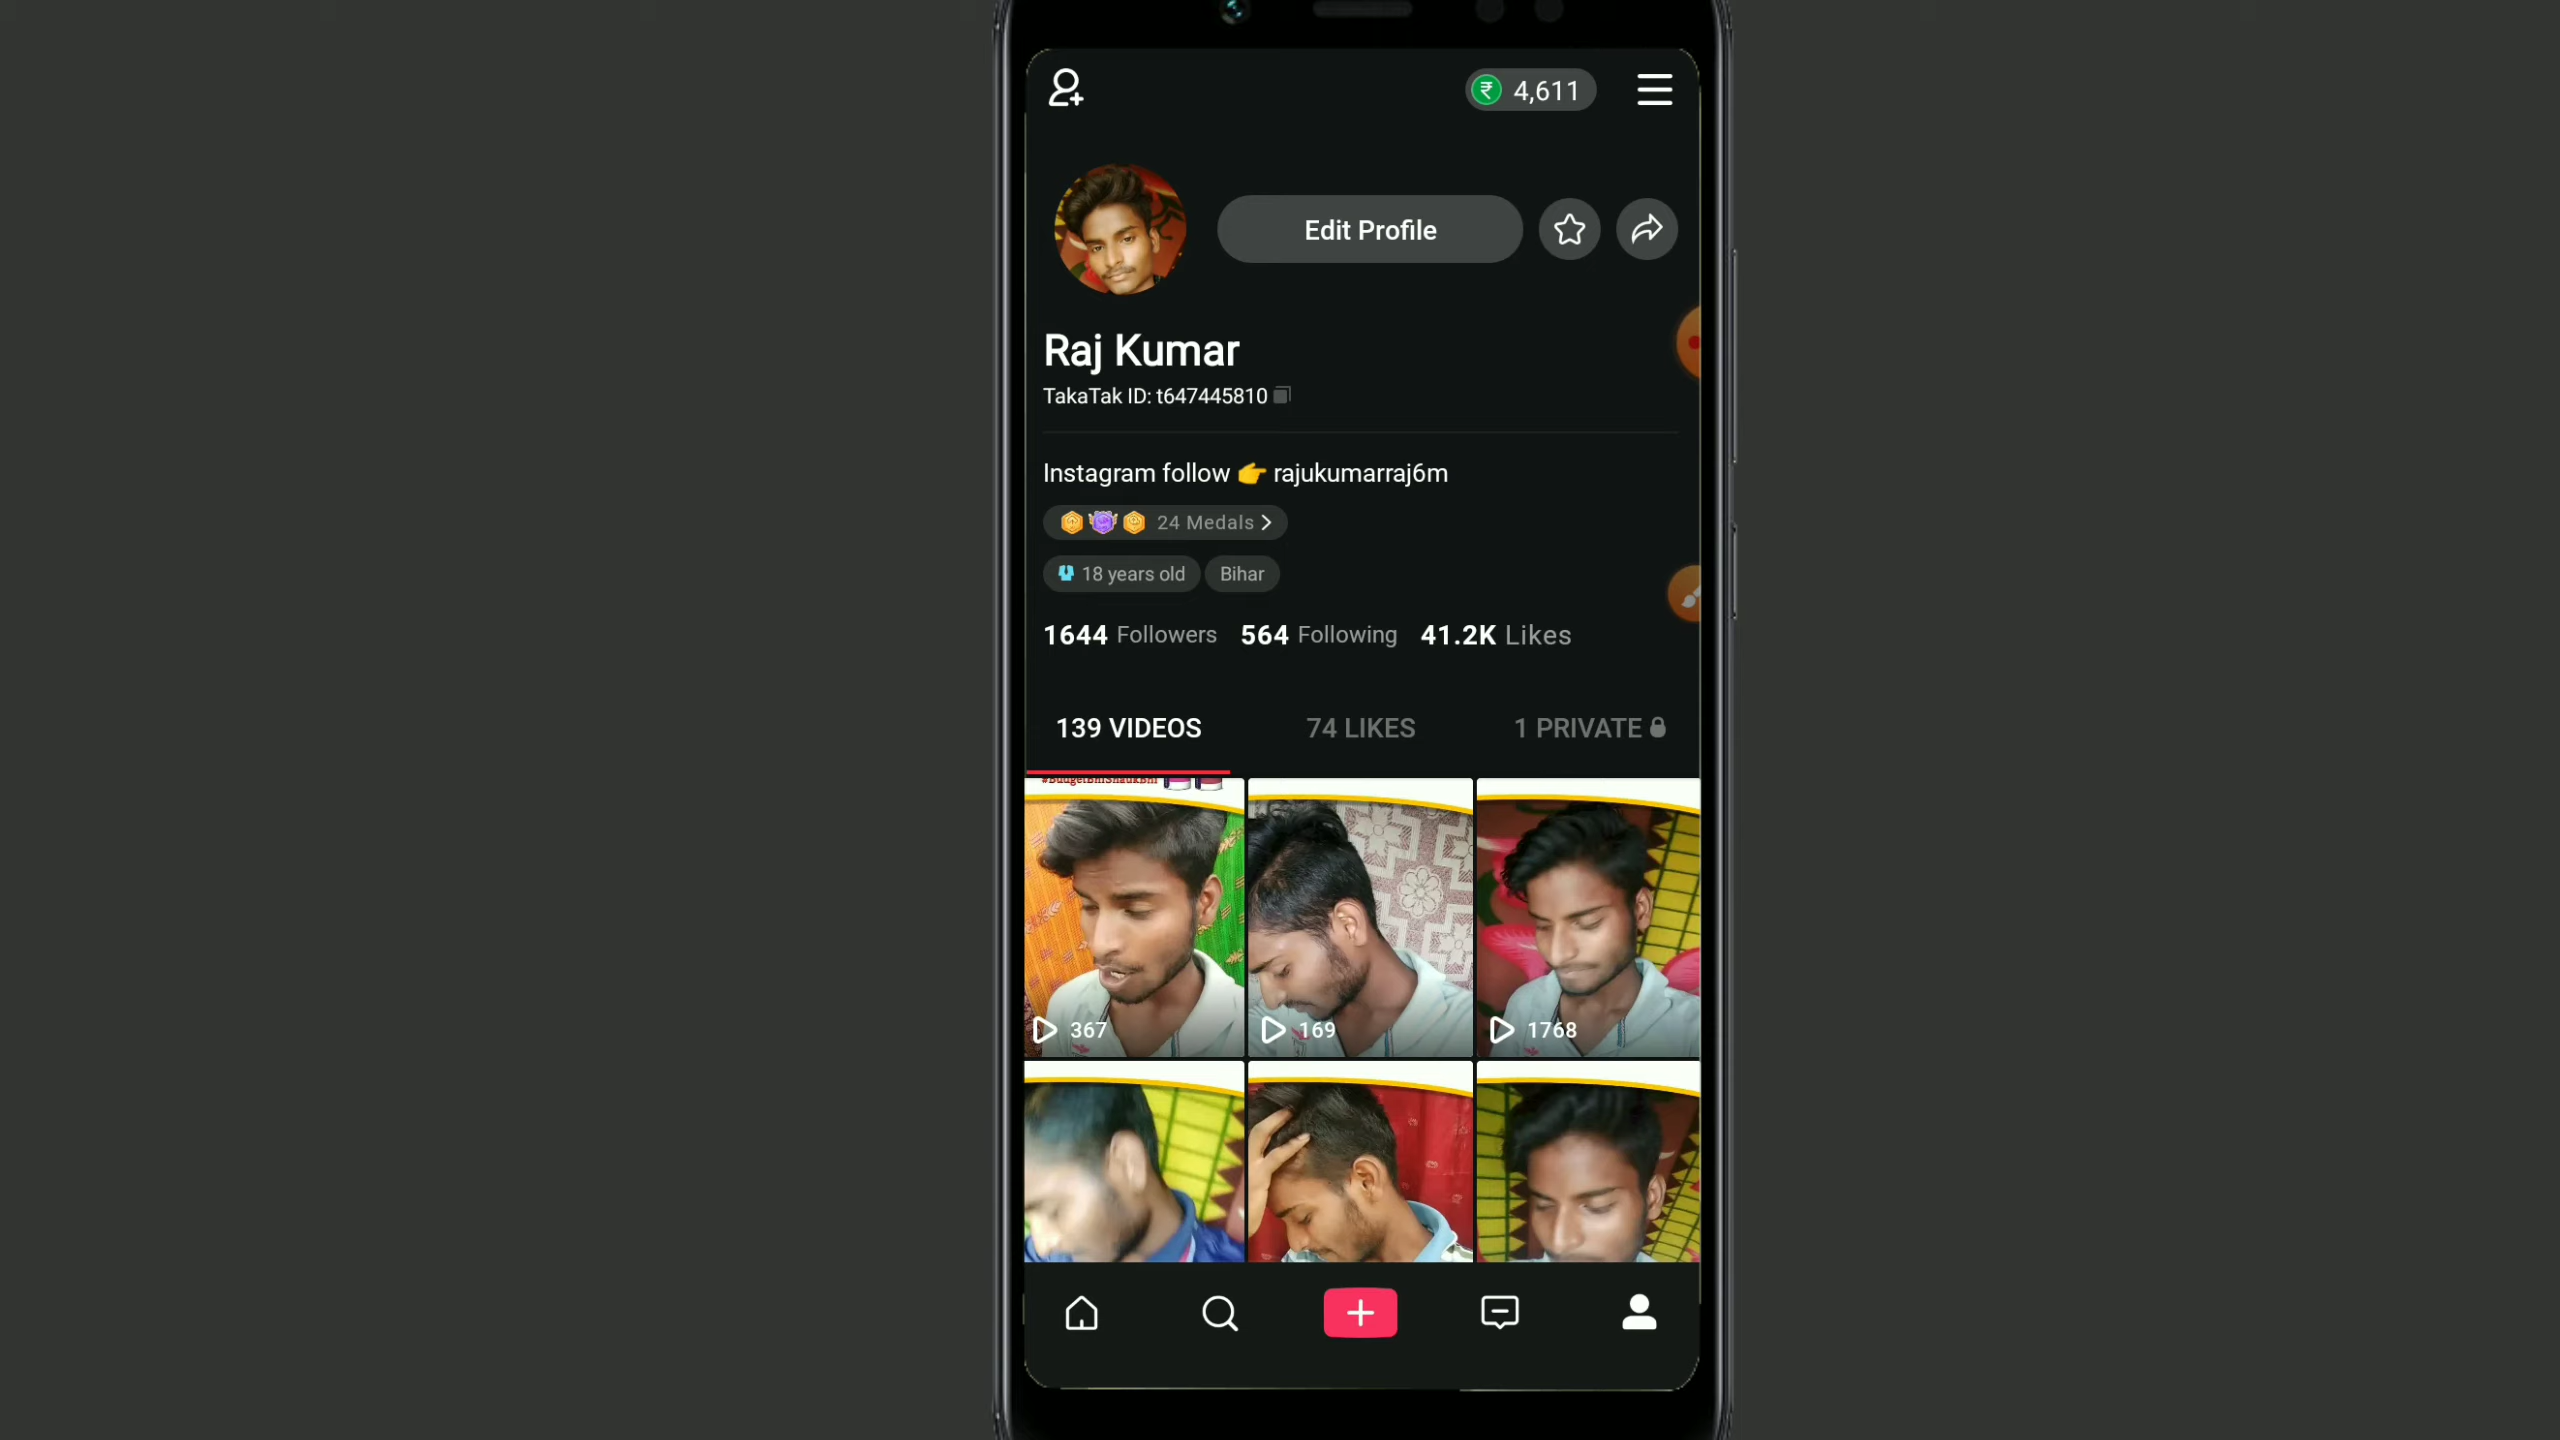 ₹ 4,611
Edit Profile
Raj Kumar
TakaTak ID: t647445810
Instagram follow 👉 rajukumarraj6m
24 Medals
18 years old Bihar
1644 Followers 564 Following 41.2K Likes
139 VIDEOS 74 LIKES 1 PRIVATE
#BudgetBhiShaukBhi
367 169 1768